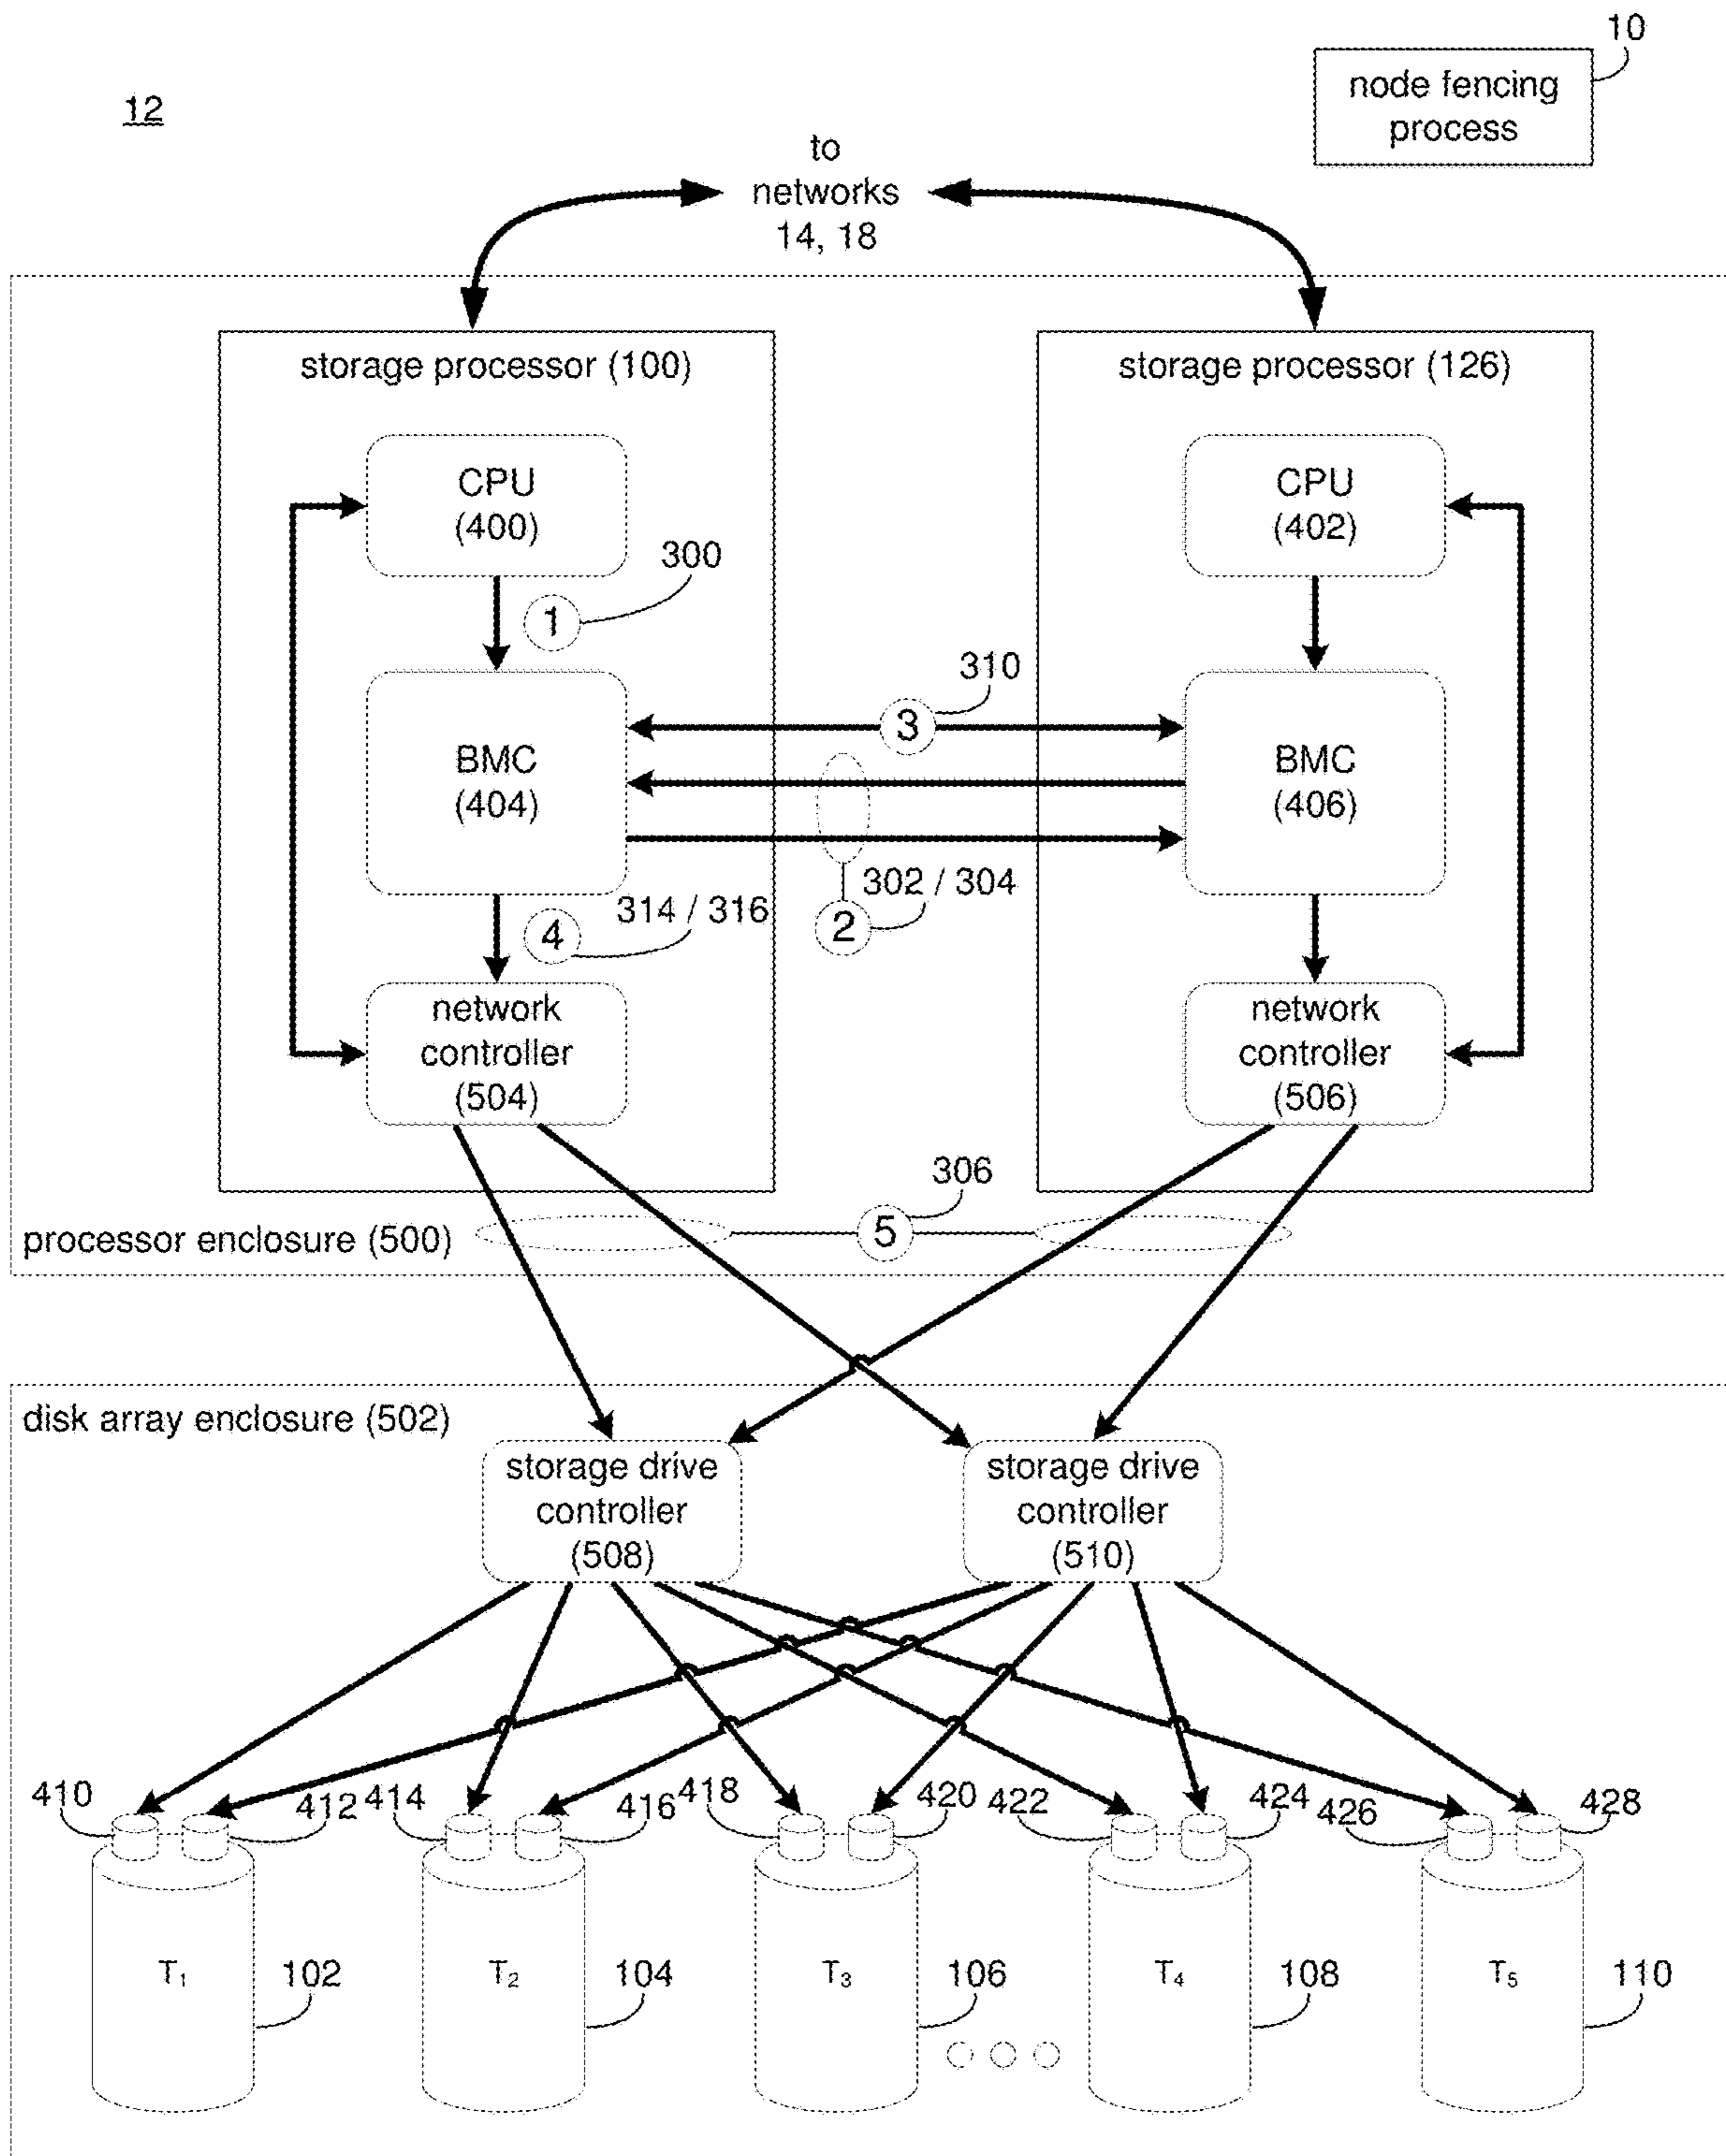 10
node fencing
process
12
to
networks
14, 18
storage processor (100)
storage processor (126)
CPU
(400)
CPU
(402)
300
1
310
3
BMC
(404)
BMC
(406)
302 / 304
2
314 / 316
4
network
controller
(504)
network
controller
(506)
306
5
processor enclosure (500)
disk array enclosure (502)
storage drive
controller
(508)
storage drive
controller
(510)
410
412
414
416
418
420
422
424
426
428
T₁
102
T₂
104
T₃
106
T₄
108
T₅
110